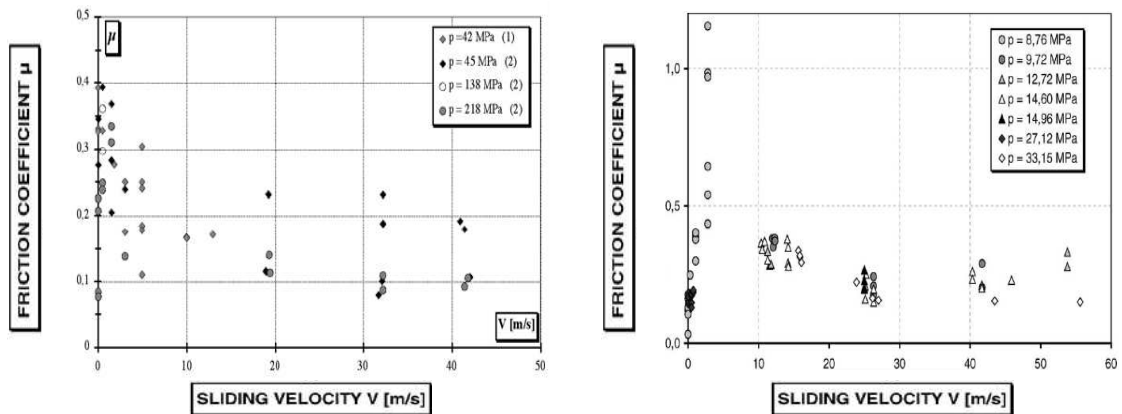 FRICTION COEFFICIENT µ
0,5
0,4
0,3
0,2
0,1
0
µ
p =42 MPa (1)
p =45 MPa (2)
p =138 MPa (2)
p =218 MPa (2)
V [m/s]
0
10
20
30
40
50
SLIDING VELOCITY V [m/s]
FRICTION COEFFICIENT µ
1,0
0,5
0,0
p = 8,76 MPa
p = 9,72 MPa
p = 12,72 MPa
p = 14,60 MPa
p = 14,96 MPa
p = 27,12 MPa
p = 33,15 MPa
0
10
20
30
40
50
60
SLIDING VELOCITY V [m/s]